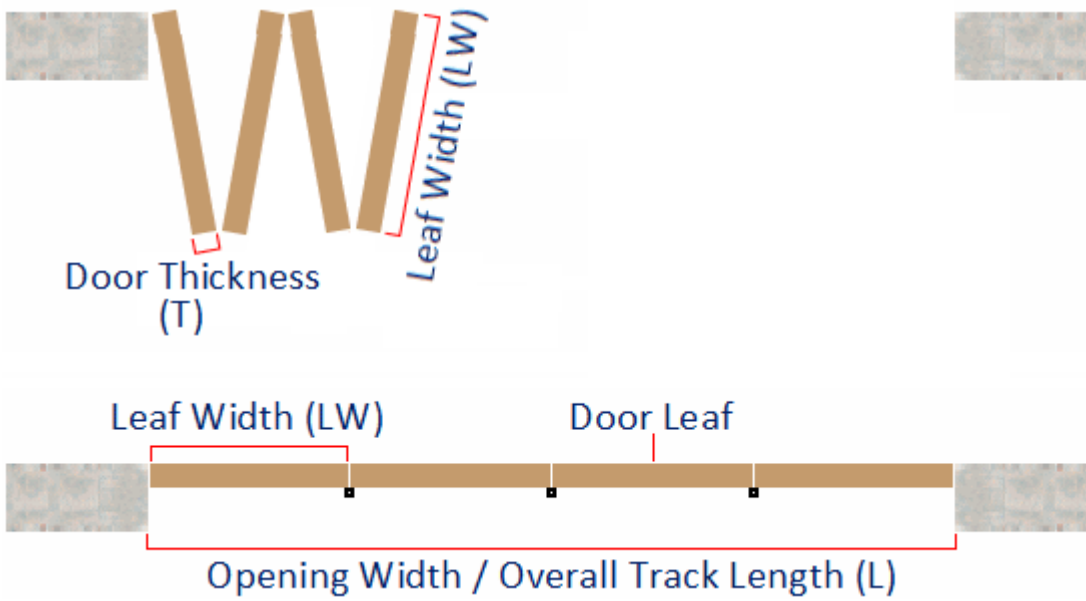 Leaf Width (LW)
Door Thickness
(T)
Leaf Width (LW)
Door Leaf
Opening Width / Overall Track Length (L)